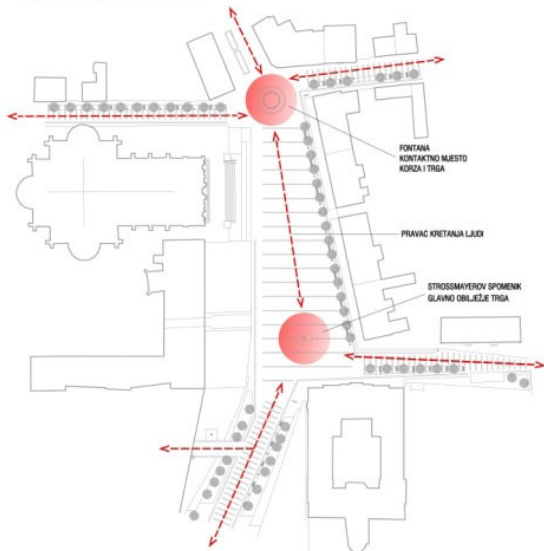 FONTANA
KONTAKTNO MJESTO
KORZA I TRGA
PRAVAC KRETANJA LJUDI
STROSSMAYEROV SPOMENIK
GLAVNO OBILJEŽJE TRGA